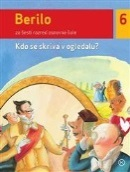 Berilo
6
za šesti razred osnovne šole
Kdo se skriva v ogledalu?